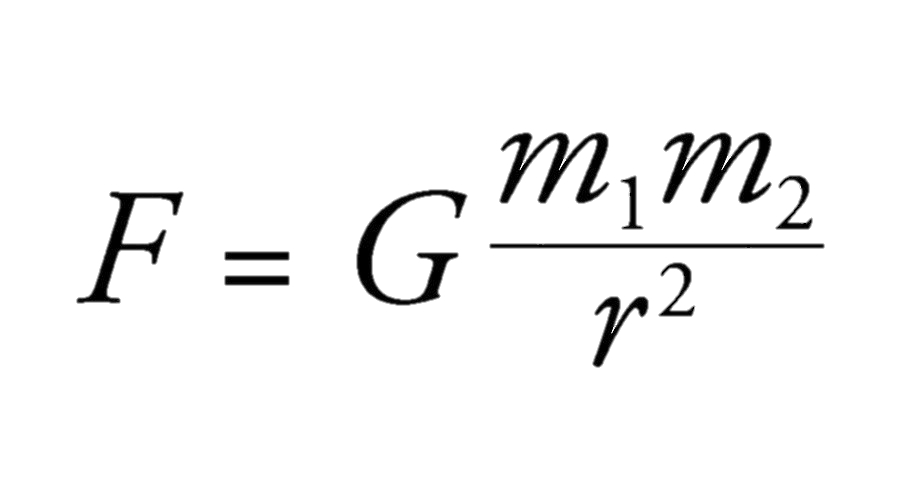 F = G m₁m₂ / r²